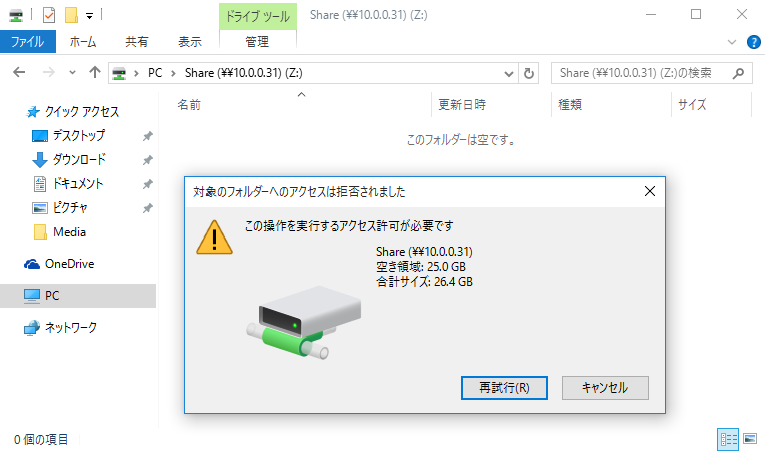 ドライブ ツール
Share (¥¥10.0.0.31) (Z:)
ファイル
ホーム
共有
表示
管理
PC > Share (¥¥10.0.0.31) (Z:)
Share (¥¥10.0.0.31) (Z:)の検索
クイック アクセス
デスクトップ
ダウンロード
ドキュメント
ピクチャ
Media
OneDrive
PC
ネットワーク
名前
更新日時
種類
サイズ
このフォルダーは空です。
対象のフォルダーへのアクセスは拒否されました
この操作を実行するアクセス許可が必要です
Share (¥¥10.0.0.31)
空き領域: 25.0 GB
合計サイズ: 26.4 GB
再試行(R)
キャンセル
0 個の項目